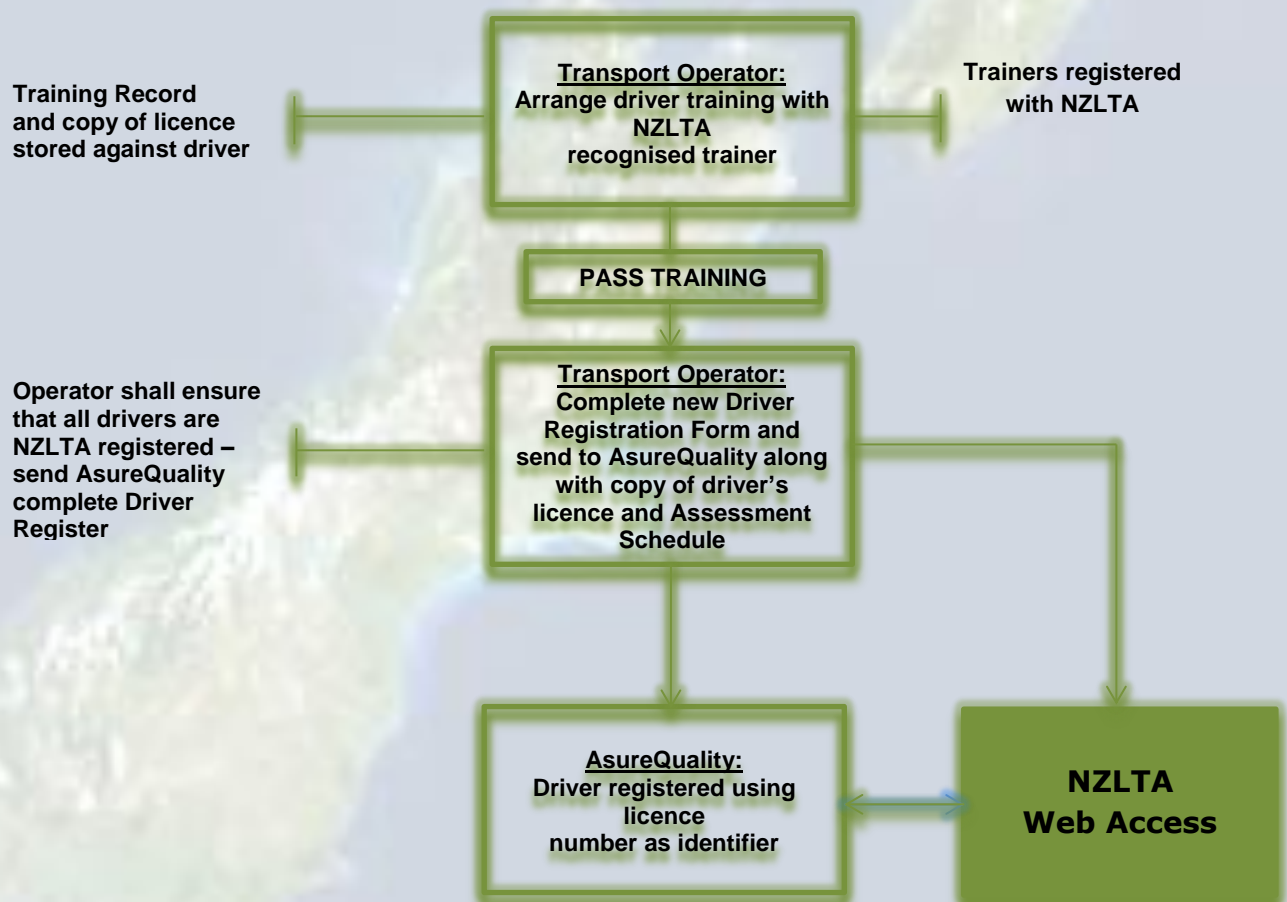 Training Record
and copy of licence
stored against driver
Transport Operator:
Arrange driver training with
NZLTA
recognised trainer
Trainers registered
with NZLTA
PASS TRAINING
Operator shall ensure
that all drivers are
NZLTA registered –
send AsureQuality
complete Driver
Register
Transport Operator:
Complete new Driver
Registration Form and
send to AsureQuality along
with copy of driver’s
licence and Assessment
Schedule
AsureQuality:
Driver registered using
licence
number as identifier
NZLTA
Web Access